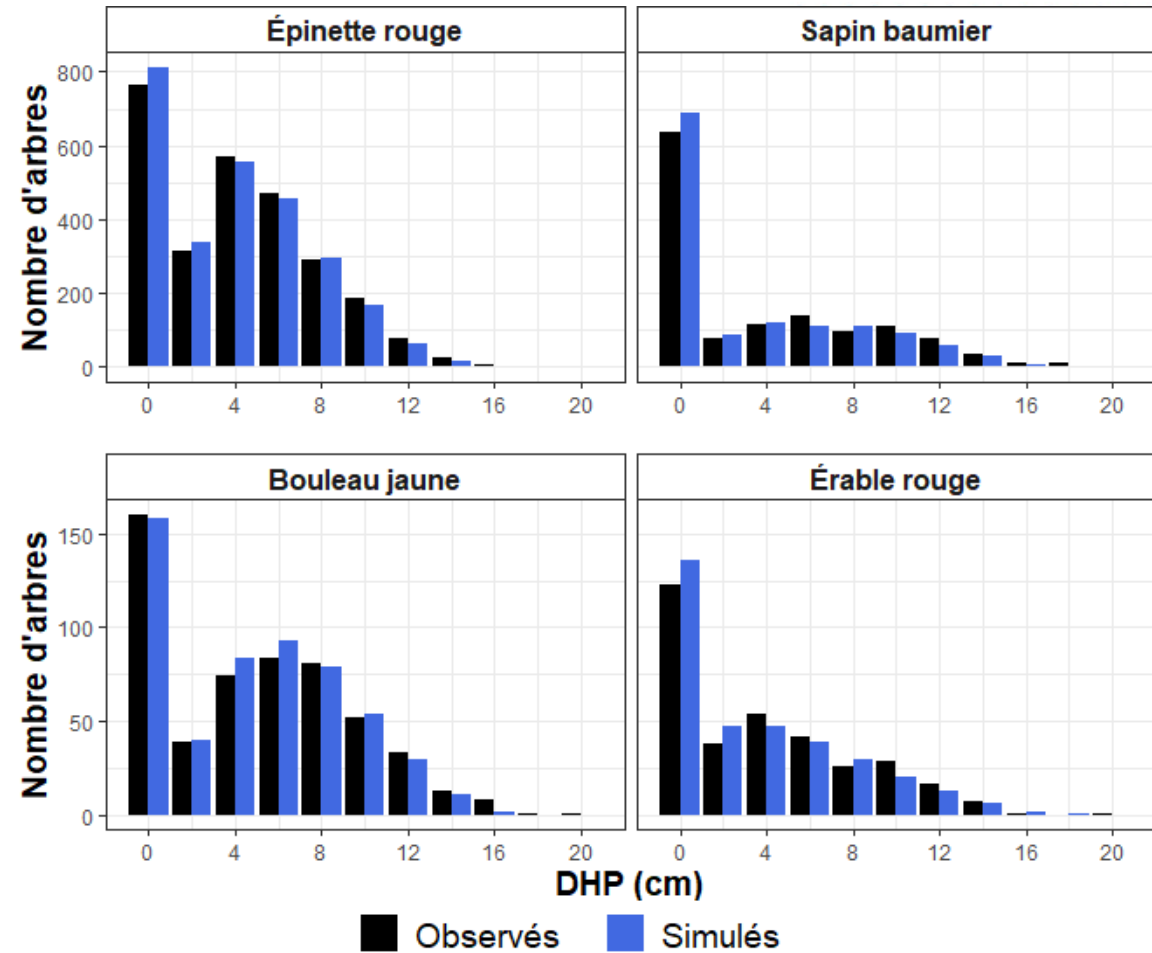 Épinette rouge
Sapin baumier
Nombre d'arbres
800
600
400
200
0
0 4 8 12 16 20
0 4 8 12 16 20
Bouleau jaune
Érable rouge
Nombre d'arbres
150
100
50
0
0 4 8 12 16 20
0 4 8 12 16 20
DHP (cm)
Observés Simulés